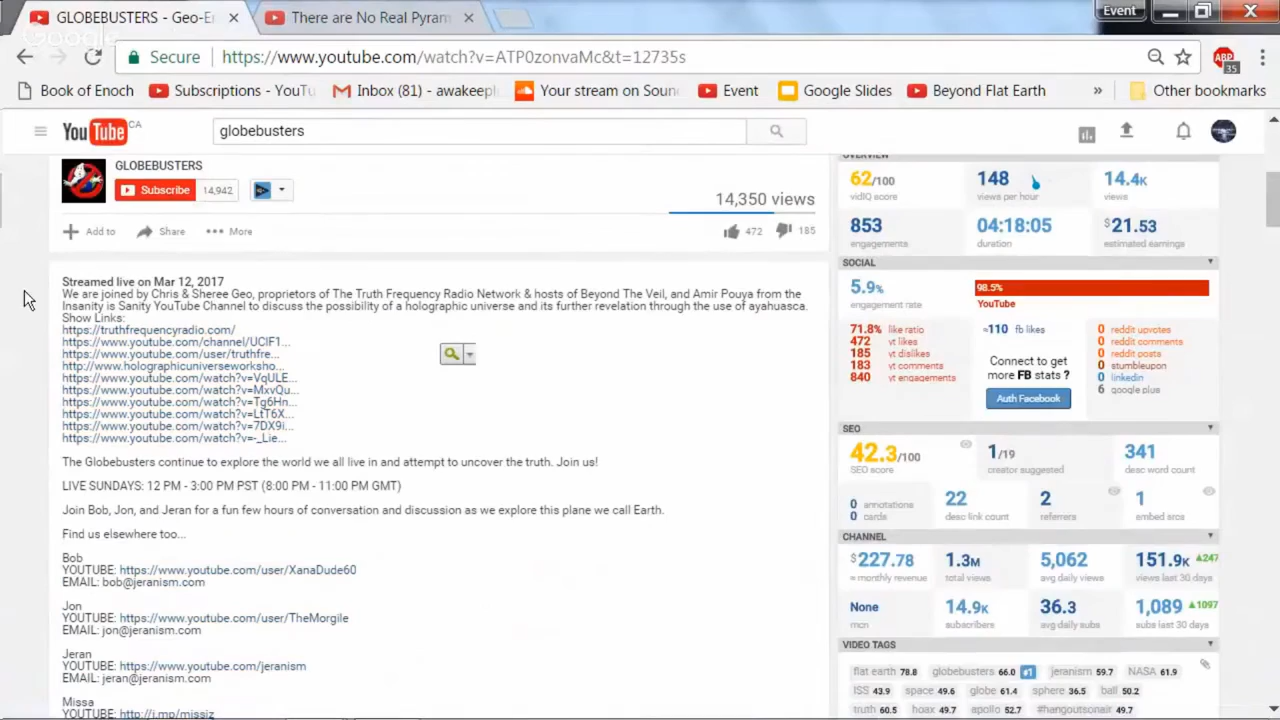 GLOBEBUSTERS - Geo-E
There are No Real Pyram
Event
Google
Secure
https://www.youtube.com/watch?v=ATP0zonvaMc&t=12735s
ABP
35
Book of Enoch
Subscriptions - YouTu
Inbox (81) - awakeepl
Your stream on Soun
Event
Google Slides
Beyond Flat Earth
»
Other bookmarks
YouTube CA
globebusters
GLOBEBUSTERS
Subscribe 14,942
14,350 views
Add to
Share
More
472
185
Streamed live on Mar 12, 2017
We are joined by Chris & Sheree Geo, proprietors of The Truth Frequency Radio Network & hosts of Beyond The Veil, and Amir Pouya from the
Insanity is Sanity YouTube Channel to discuss the possibility of a holographic universe and its further revelation through the use of ayahuasca.
Show Links:
https://truthfrequencyradio.com/
https://www.youtube.com/channel/UCIF1...
https://www.youtube.com/user/truthfre...
http://www.holographicuniverseworksho...
https://www.youtube.com/watch?v=VqULE...
https://www.youtube.com/watch?v=MxvQu...
https://www.youtube.com/watch?v=Tg6Hn...
https://www.youtube.com/watch?v=LtT6X...
https://www.youtube.com/watch?v=7DX9i...
https://www.youtube.com/watch?v=-_Lie...
The Globebusters continue to explore the world we all live in and attempt to uncover the truth. Join us!
LIVE SUNDAYS: 12 PM - 3:00 PM PST (8:00 PM - 11:00 PM GMT)
Join Bob, Jon, and Jeran for a fun few hours of convention and discussion as we explore this plane we call Earth.
Find us elsewhere too...
Bob
YOUTUBE: https://www.youtube.com/user/XanaDude60
EMAIL: bob@jeranism.com
Jon
YOUTUBE: https://www.youtube.com/user/TheMorgile
EMAIL: jon@jeranism.com
Jeran
YOUTUBE: https://www.youtube.com/jeranism
EMAIL: jeran@jeranism.com
Missa
YOUTUBE: http://j.mp/missiz
OVERVIEW
62/100
vidIQ score
148
views per hour
14.4K
views
853
engagements
04:18:05
duration
$21.53
estimated earnings
SOCIAL
5.9%
engagement rate
98.5%
YouTube
71.8% like ratio
472 yt likes
185 yt dislikes
183 yt comments
840 yt engagements
≈110 fb likes
Connect to get
more FB stats ?
Auth Facebook
0 reddit upvotes
0 reddit comments
0 reddit posts
0 stumbleupon
0 linkedin
6 google plus
SEO
42.3/100
SEO score
1/19
creator suggested
341
desc word count
0 annotations
0 cards
22
desc link count
2
referrers
1
embed srcs
CHANNEL
$227.78
≈ monthly revenue
1.3M
total views
5,062
avg daily views
151.9K ▲247
views last 30 days
None
mcn
14.9K
subscribers
36.3
avg daily subs
1,089 ▲1097
subs last 30 days
VIDEO TAGS
flat earth 78.8 globebusters 66.0 #1 jeranism 59.7 NASA 61.9
ISS 43.9 space 49.6 globe 61.4 sphere 36.5 ball 50.2
truth 60.5 hoax 49.7 apollo 52.7 #hangoutsonair 49.7